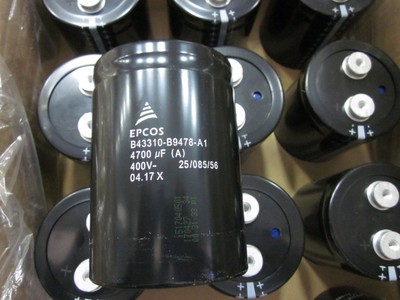 EPCOS
B43310-B9478-A1
4700 µF (A)
400V- 25/085/56
04.17 X